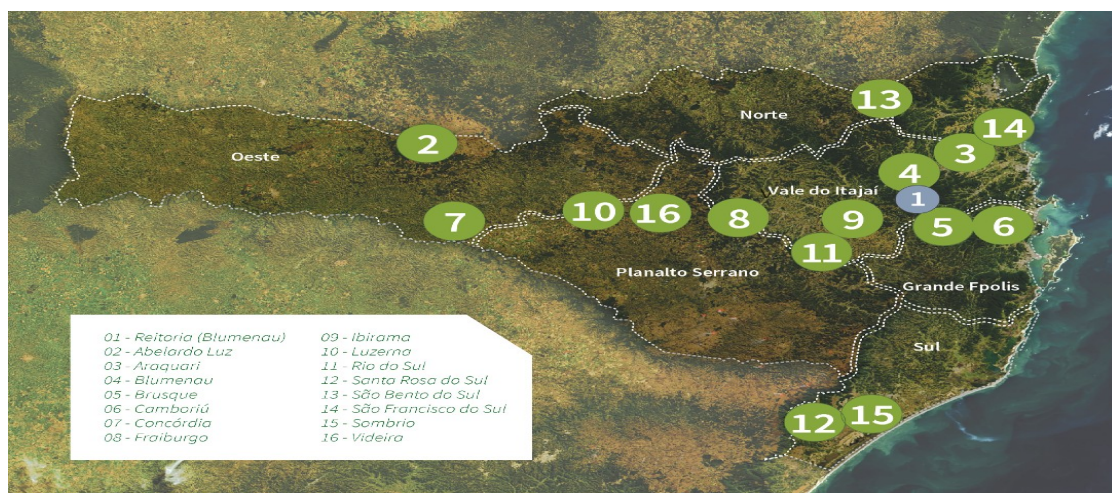 13
Norte
14
2
3
Oeste
4
Vale do Itajaí
1
10
16
8
9
7
5
6
11
Planalto Serrano
Grande Fpolis
Sul
01 - Reitoria (Blumenau)
02 - Abelardo Luz
03 - Araquari
04 - Blumenau
05 - Brusque
06 - Camboriú
07 - Concórdia
08 - Fraiburgo
09 - Ibirama
10 - Luzerna
11 - Rio do Sul
12 - Santa Rosa do Sul
13 - São Bento do Sul
14 - São Francisco do Sul
15 - Sombrio
16 - Videira
12
15